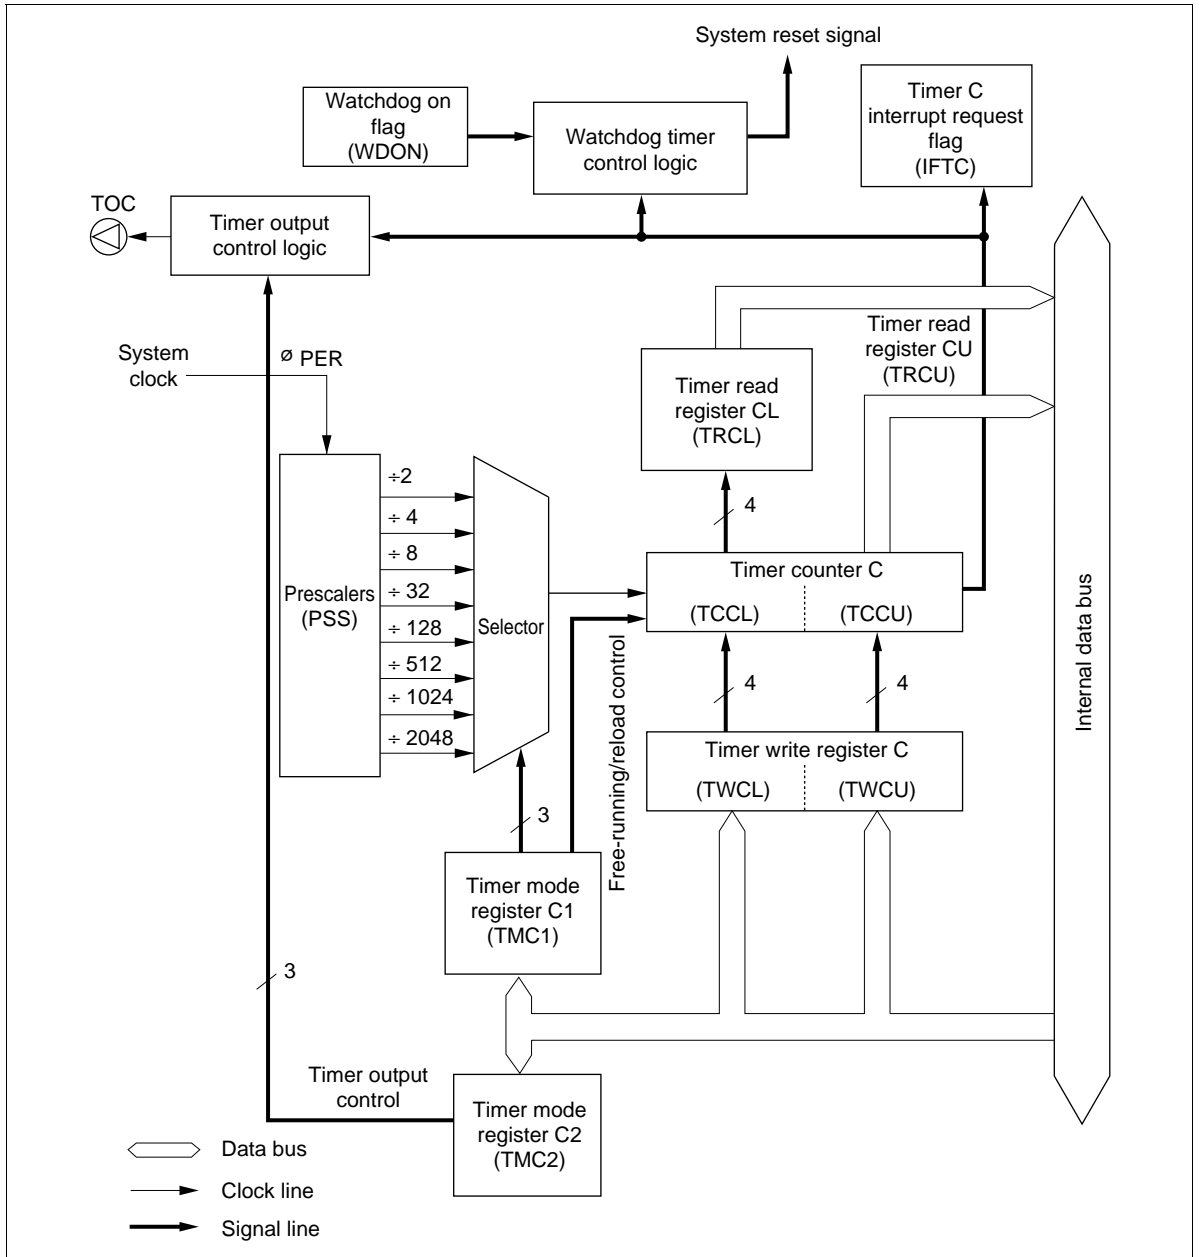 System reset signal
Watchdog on
flag
(WDON)
Watchdog timer
control logic
Timer C
interrupt request
flag
(IFTC)
TOC
Timer output
control logic
System
clock
ø PER
Timer read
register CL
(TRCL)
Timer read
register CU
(TRCU)
Prescalers
(PSS)
÷2
÷ 4
÷ 8
÷ 32
÷ 128
÷ 512
÷ 1024
÷ 2048
Selector
4
Timer counter C
(TCCL)
(TCCU)
Free-running/reload control
4
4
Timer write register C
(TWCL)
(TWCU)
Internal data bus
3
Timer mode
register C1
(TMC1)
3
Timer output
control
Timer mode
register C2
(TMC2)
Data bus
Clock line
Signal line